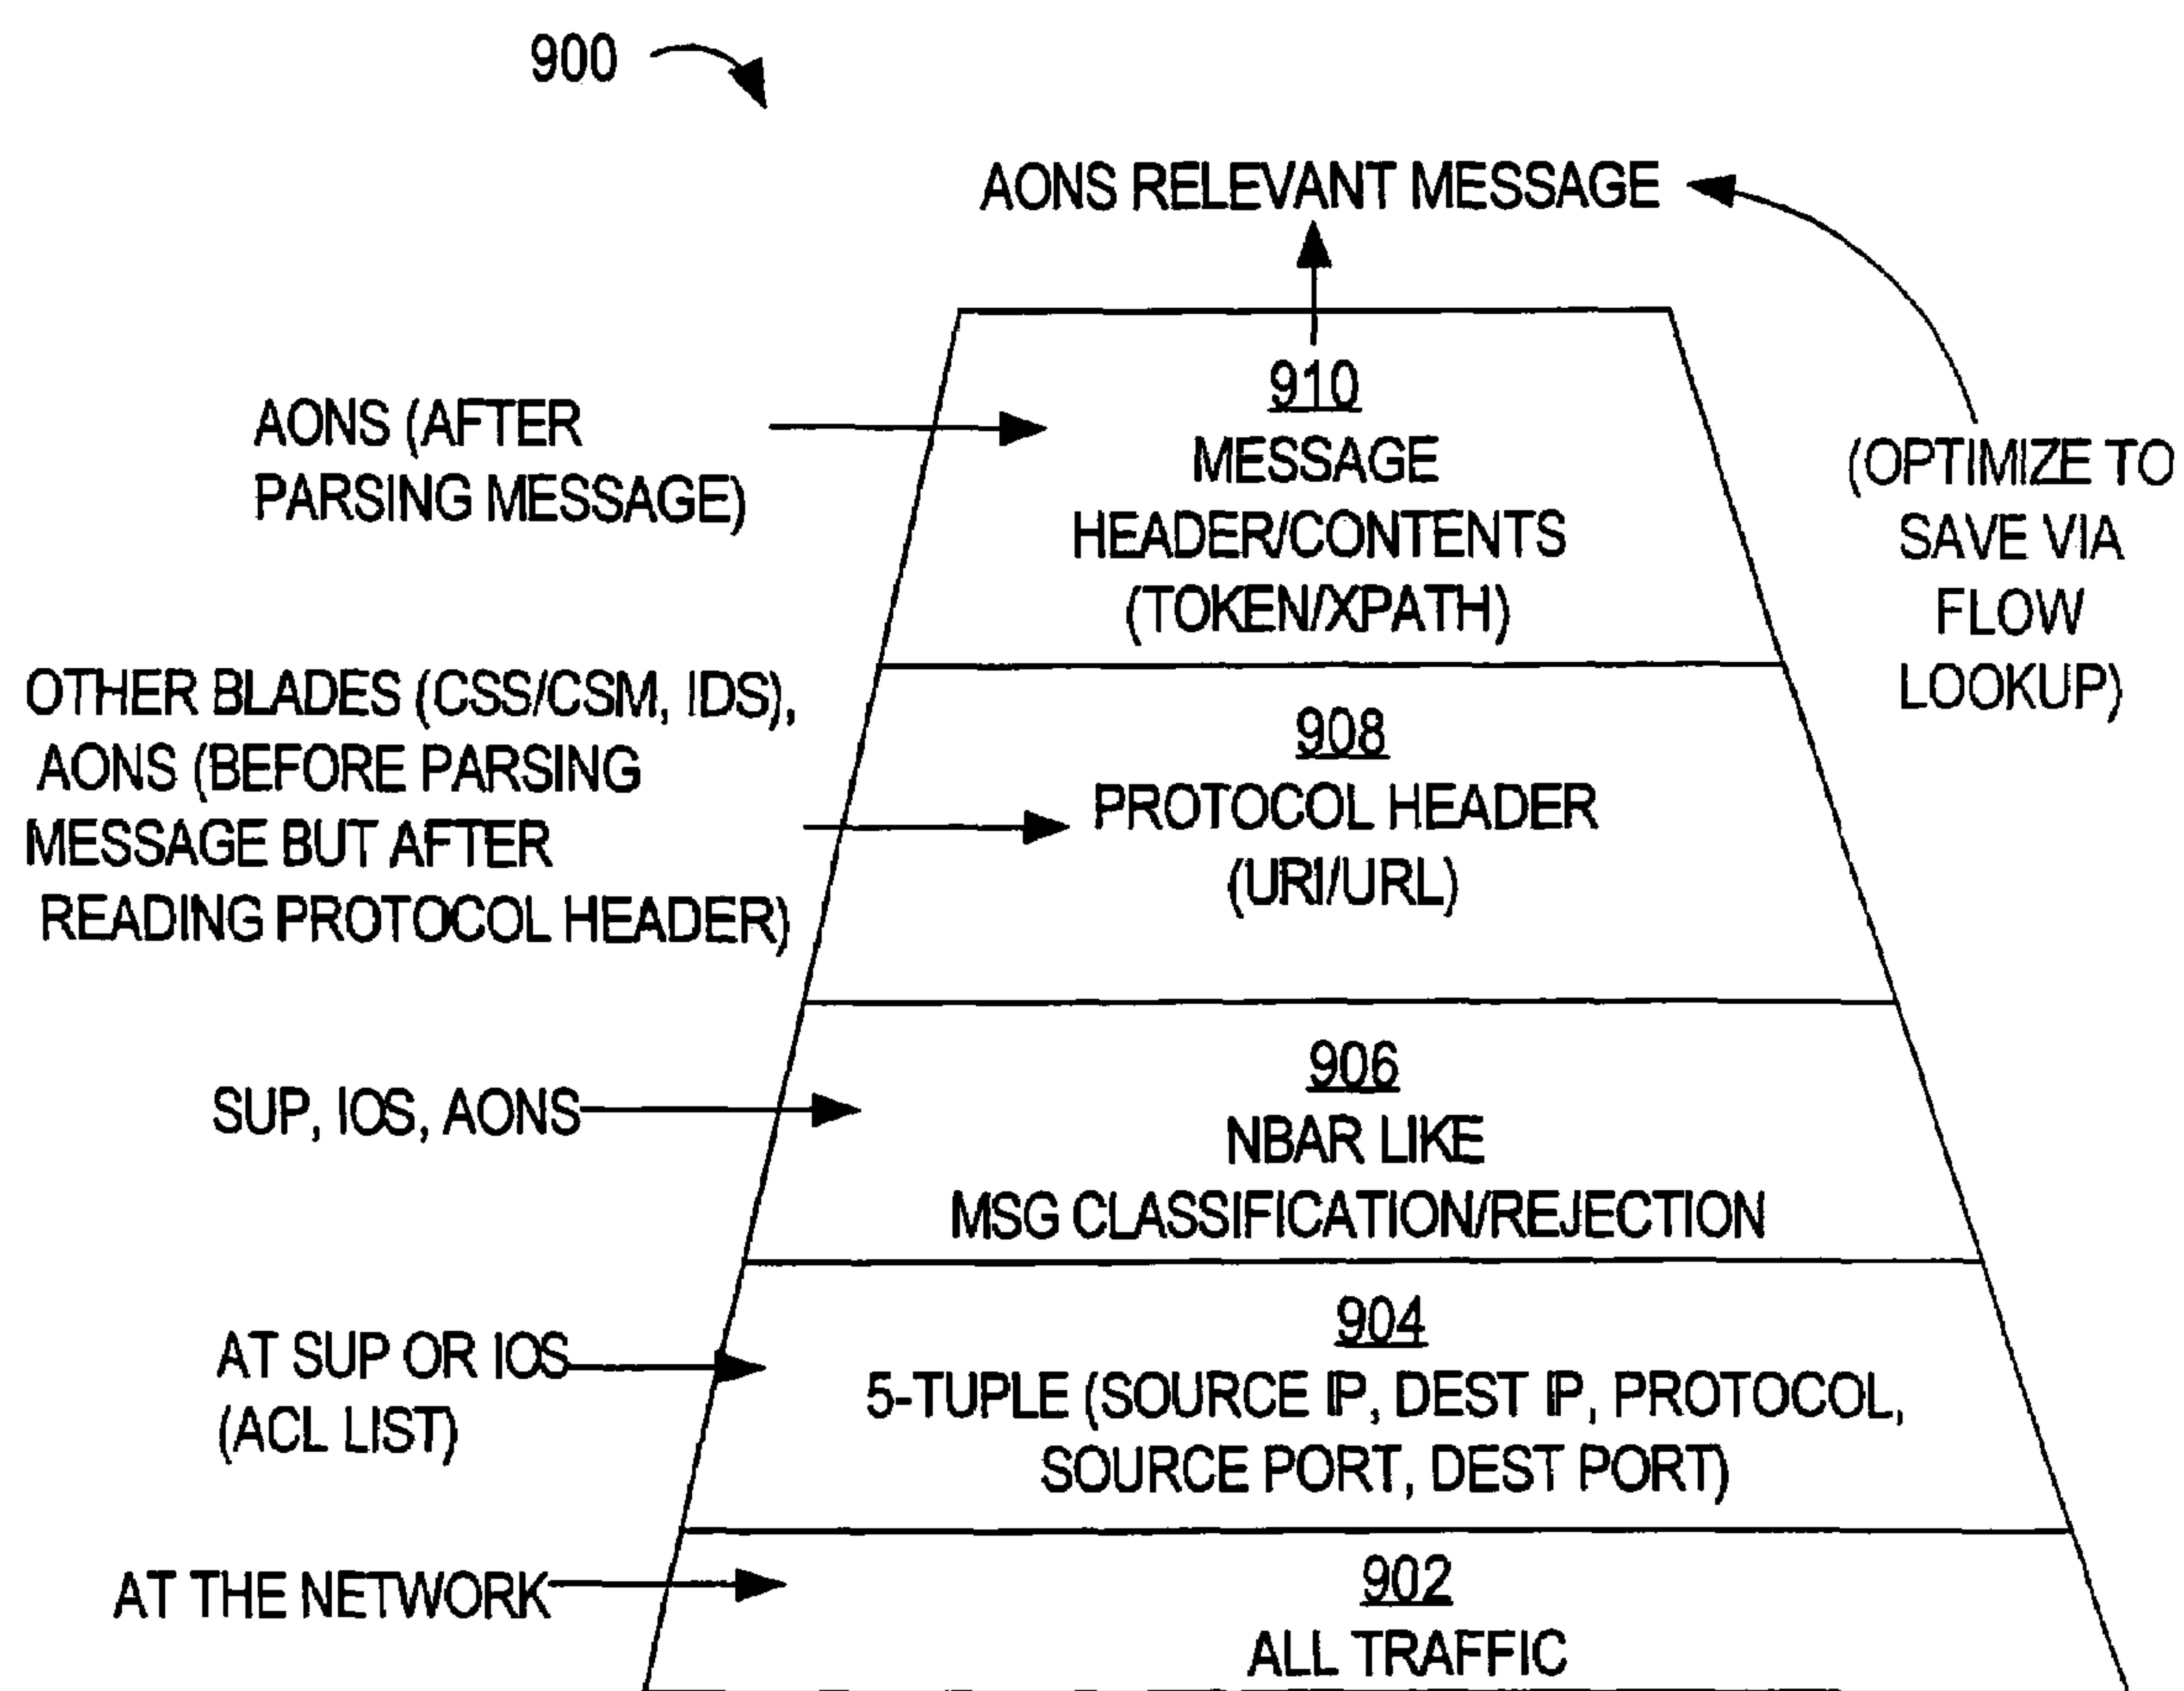 900
AONS RELEVANT MESSAGE
910
MESSAGE
HEADER/CONTENTS
(TOKEN/XPATH)
AONS (AFTER
PARSING MESSAGE)
(OPTIMIZE TO
SAVE VIA
FLOW
LOOKUP)
OTHER BLADES (CSS/CSM, IDS),
AONS (BEFORE PARSING
MESSAGE BUT AFTER
READING PROTOCOL HEADER)
908
PROTOCOL HEADER
(URI/URL)
SUP, IOS, AONS
906
NBAR LIKE
MSG CLASSIFICATION/REJECTION
AT SUP OR IOS
(ACL LIST)
904
5-TUPLE (SOURCE IP, DEST IP, PROTOCOL,
SOURCE PORT, DEST PORT)
AT THE NETWORK
902
ALL TRAFFIC